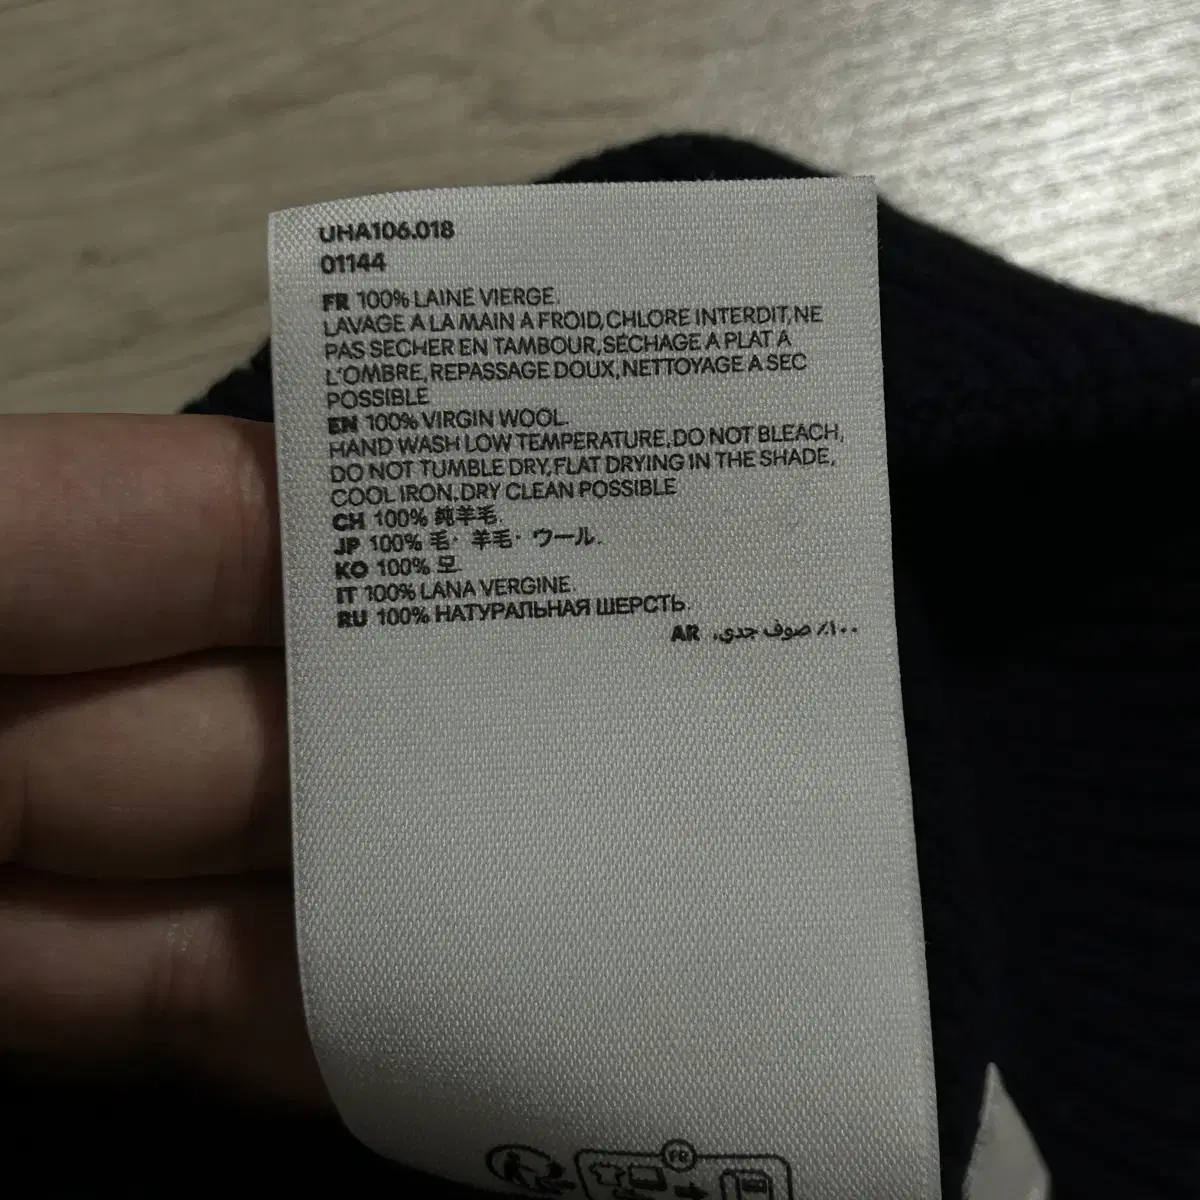 UHA106.018
01144
FR 100% LAINE VIERGE.
LAVAGE A LA MAIN A FROID,CHLORE INTERDIT,NE
PAS SECHER EN TAMBOUR,SÉCHAGE A PLAT A
L'OMBRE,REPASSAGE DOUX,NETTOYAGE A SEC
POSSIBLE
EN 100% VIRGIN WOOL.
HAND WASH LOW TEMPERATURE,DO NOT BLEACH,
DO NOT TUMBLE DRY,FLAT DRYING IN THE SHADE,
COOL IRON.DRY CLEAN POSSIBLE
CH 100% 純羊毛.
JP 100% 毛・羊毛・ウール.
KO 100% 모.
IT 100% LANA VERGINE.
RU 100% НАТУРАЛЬНАЯ ШЕРСТЬ.
AR ١٠٠٪ صوف جدي.
FR